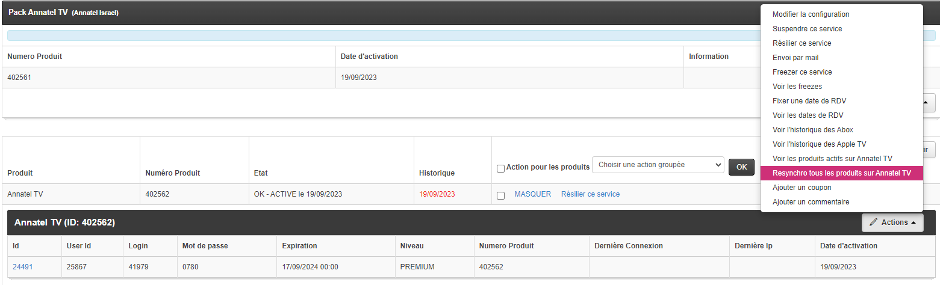 Pack Annatel TV (Annatel Israel)
Numero Produit Date d'activation Information
402561 19/09/2023
Modifier la configuration
Suspendre ce service
Résilier ce service
Envoi par mail
Freezer ce service
Voir les freezes
Fixer une date de RDV
Voir les dates de RDV
Voir l'historique des Abox
Voir l'historique des Apple TV
Voir les produits actifs sur Annatel TV
Resynchro tous les produits sur Annatel TV
Ajouter un coupon
Ajouter un commentaire
Produit Numéro Produit Etat Historique Action pour les produits Choisir une action groupée OK
Annatel TV 402562 OK - ACTIVE le 19/09/2023 19/09/2023 MASQUER Résilier ce service
Annatel TV (ID: 402562) Actions
Id User Id Login Mot de passe Expiration Niveau Numero Produit Dernière Connexion Dernière Ip Date d'activation
24491 25867 41979 0780 17/09/2024 00:00 PREMIUM 402562 19/09/2023